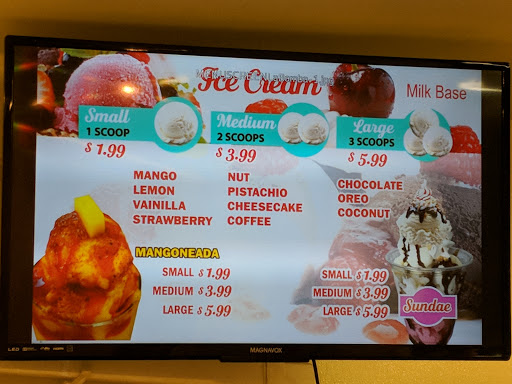 Ice Cream
Milk Base
Small
1 SCOOP
$1.99
Medium
2 SCOOPS
$3.99
Large
3 SCOOPS
$5.99
MANGO
LEMON
VAINILLA
STRAWBERRY
NUT
PISTACHIO
CHEESECAKE
COFFEE
CHOCOLATE
OREO
COCONUT
MANGONEADA
SMALL $1.99
MEDIUM $3.99
LARGE $5.99
SMALL $1.99
MEDIUM $3.99
LARGE $5.99
Sundae
MAGNAVOX